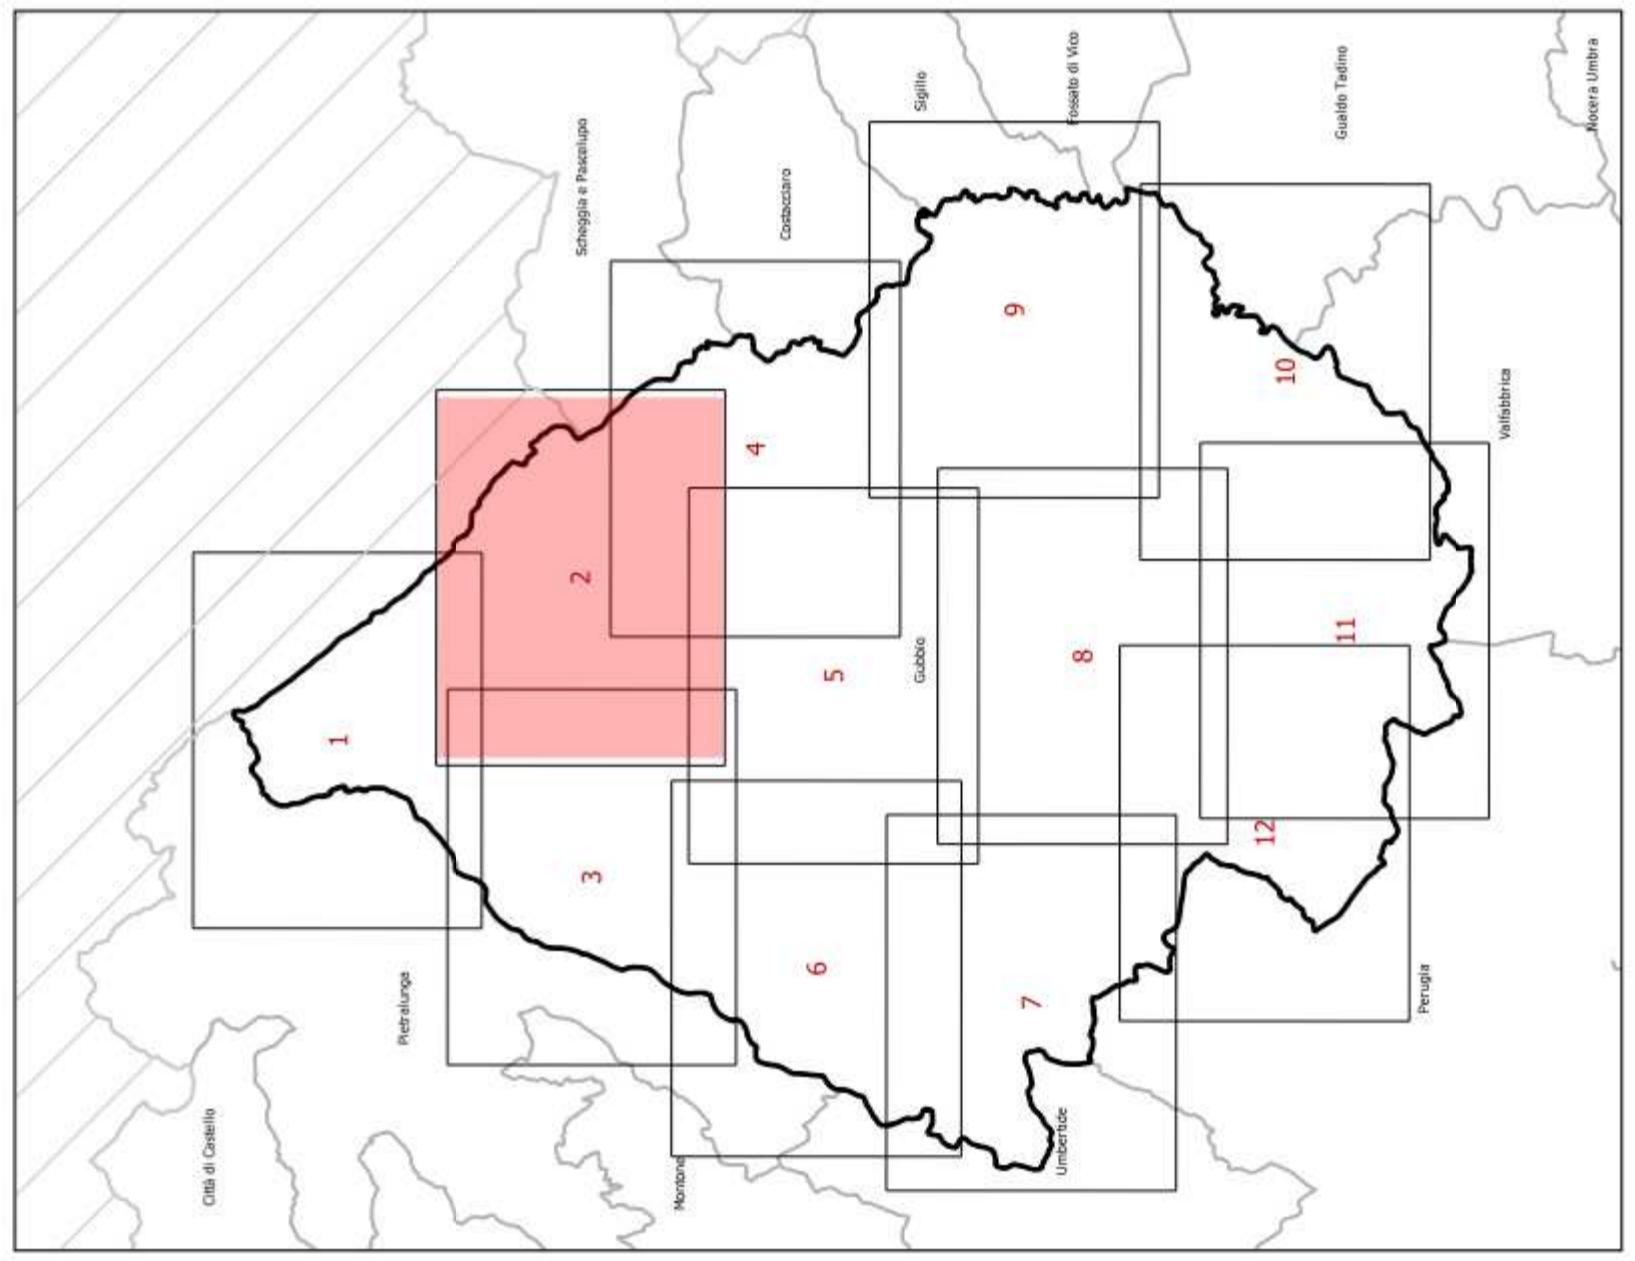 1
2
3
4
5
6
7
8
9
10
11
12
Città di Castello
Pietralunga
Montone
Umbertide
Perugia
Valfabbrica
Gubbio
Scheggia e Pascelupo
Costacciaro
Sigillo
Fossato di Vico
Gualdo Tadino
Nocera Umbra